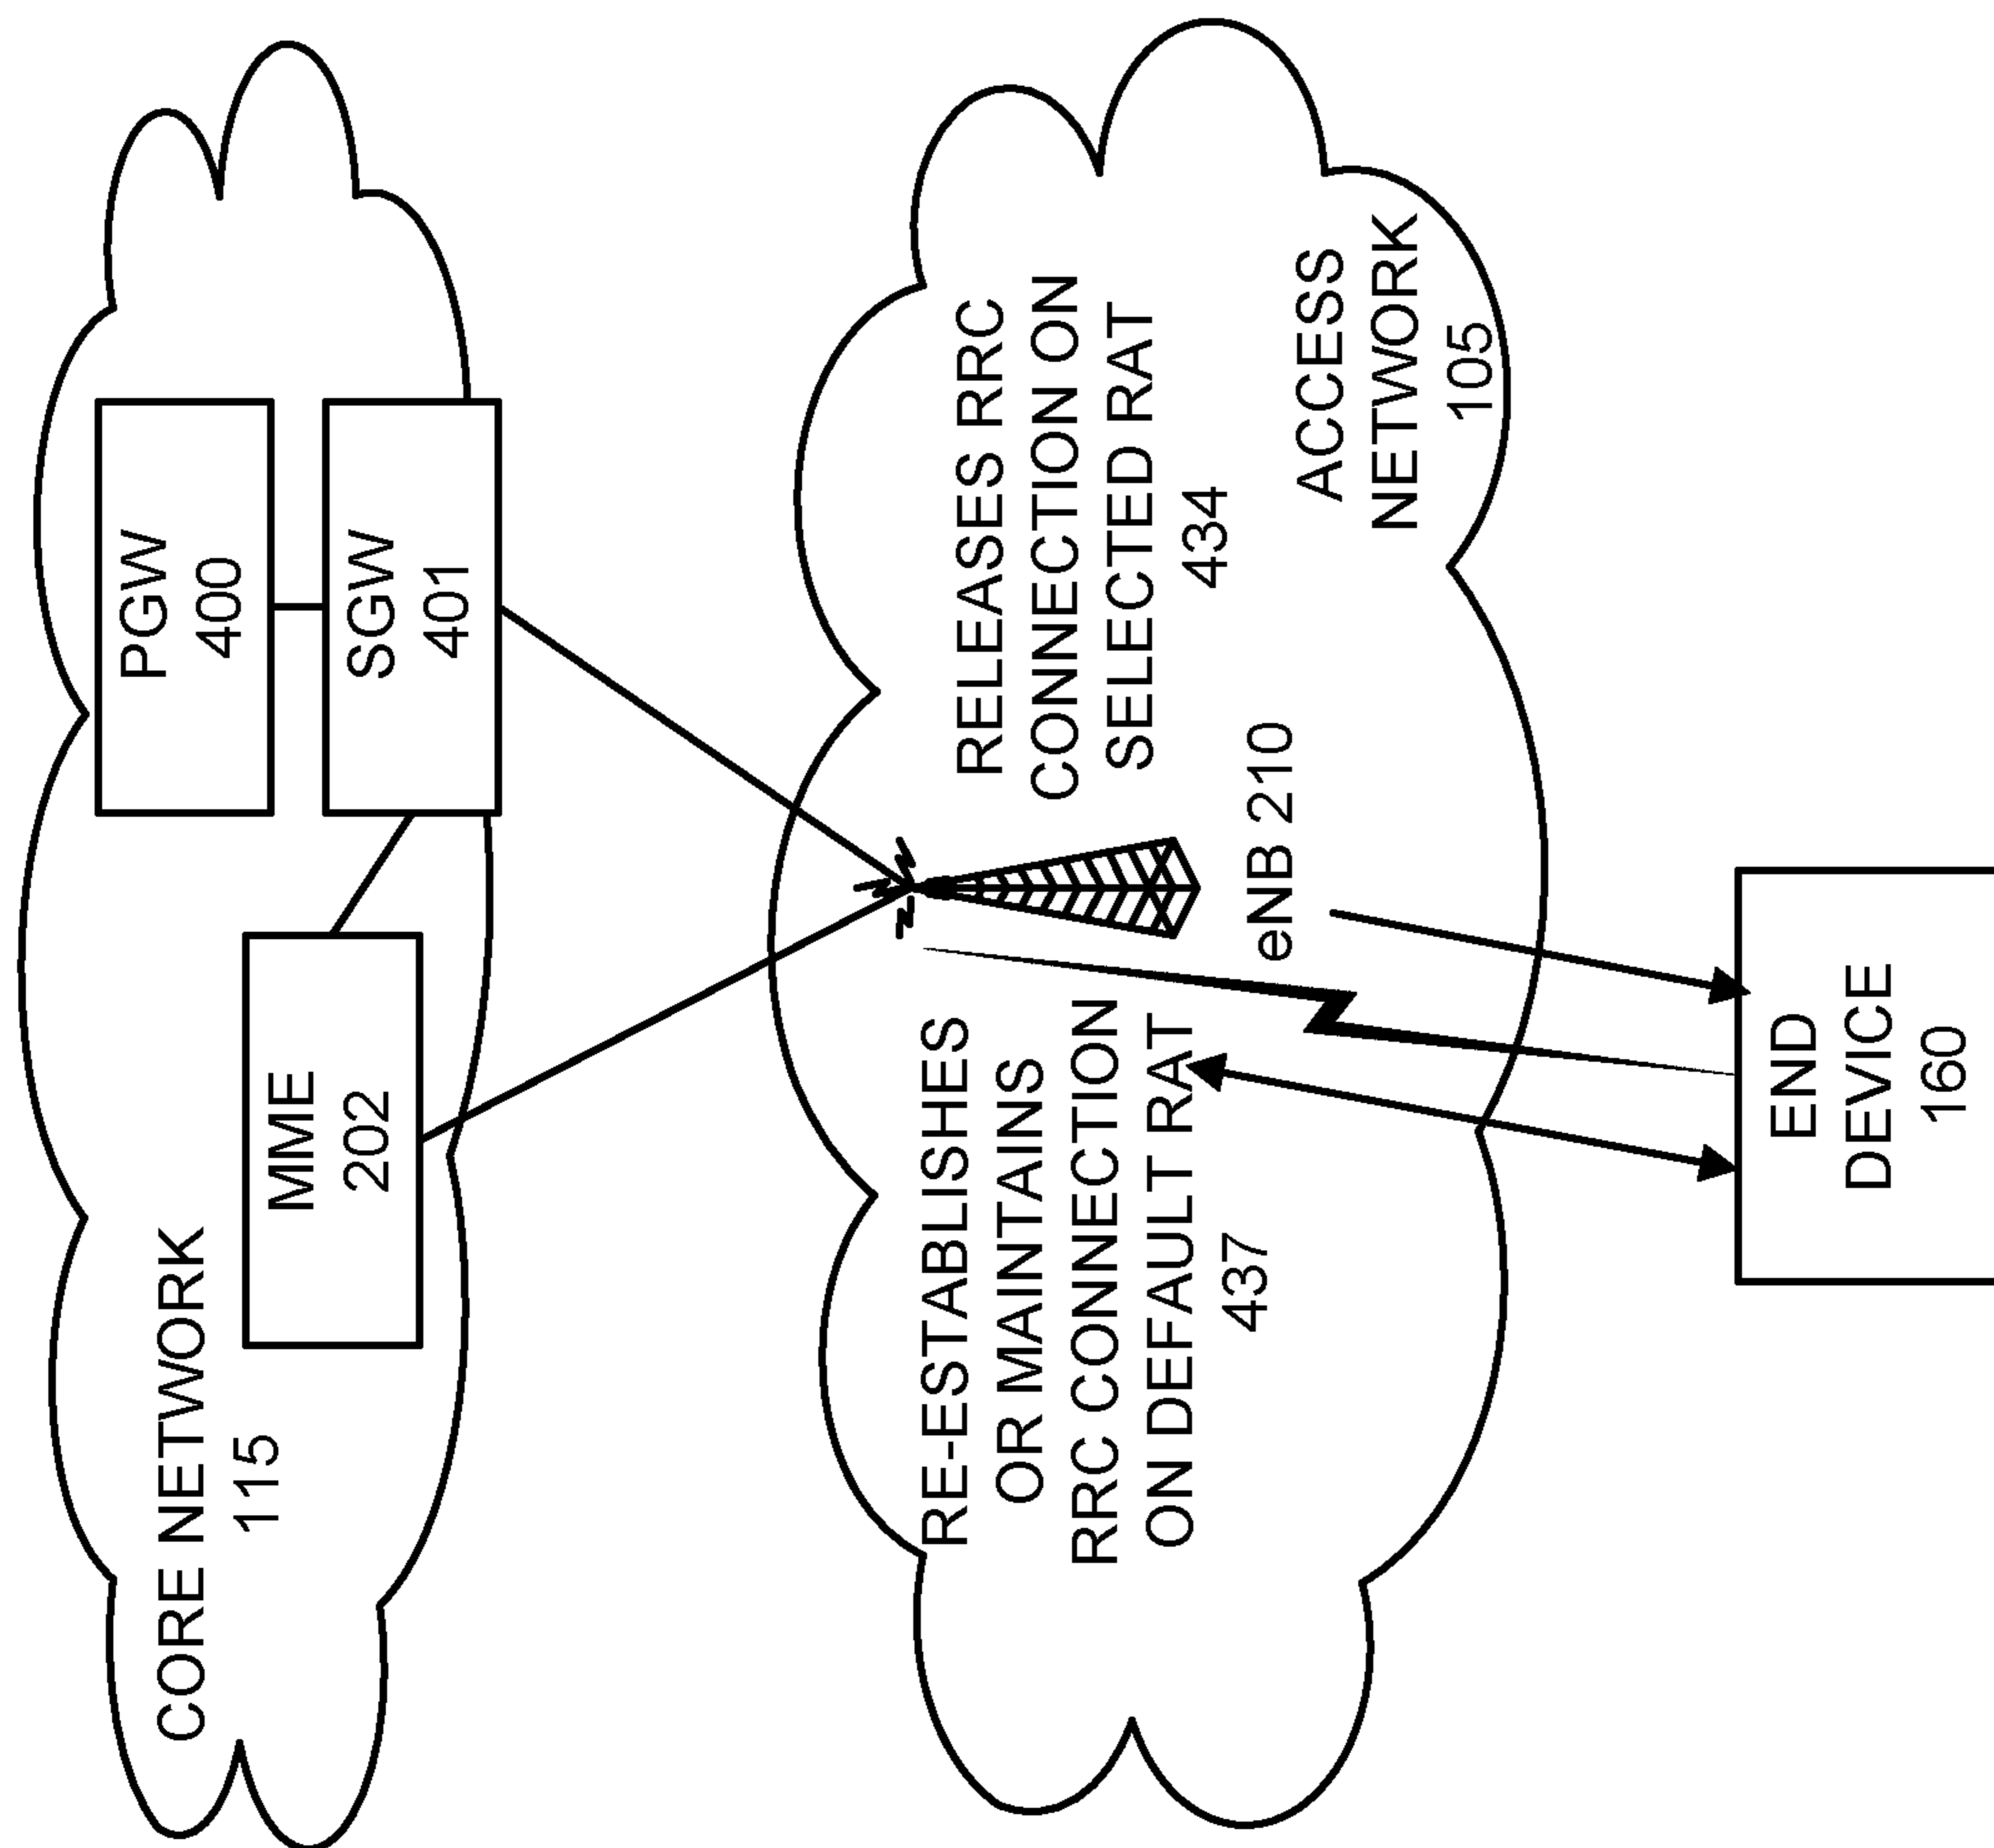 CORE NETWORK
115
MME
202
PGW
400
SGW
401
RE-ESTABLISHES
OR MAINTAINS
RRC CONNECTION
ON DEFAULT RAT
437
RELEASES RRC
CONNECTION ON
SELECTED RAT
434
eNB 210
ACCESS
NETWORK
105
END
DEVICE
160